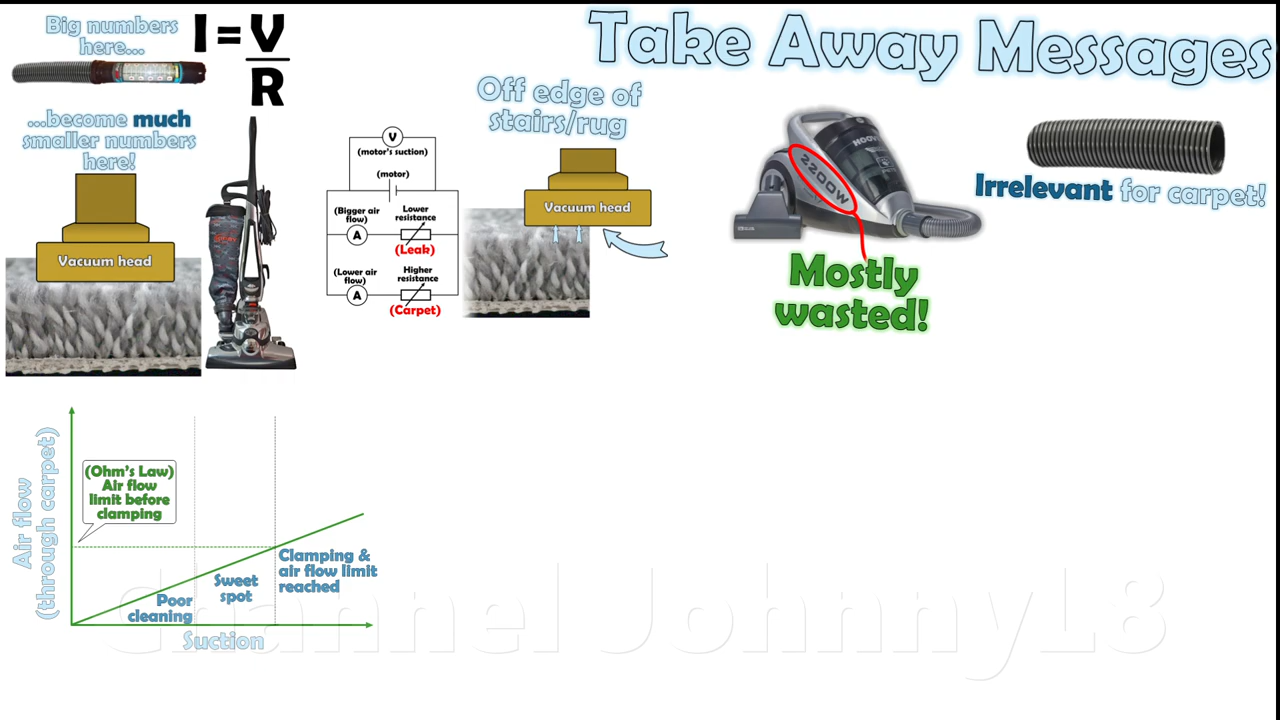 Take Away Messages
Big numbers
here...
I = V
R
...become much
smaller numbers
here!
Vacuum head
V
(motor's suction)
(motor)
(Bigger air
flow)
Lower
resistance
A
(Leak)
(Lower air
flow)
Higher
resistance
A
(Carpet)
Off edge of
stairs/rug
Vacuum head
HOOVER
2200W
Mostly
wasted!
Irrelevant for carpet!
Air flow
(through carpet)
(Ohm's Law)
Air flow
limit before
clamping
Poor
cleaning
Sweet
spot
Clamping &
air flow limit
reached
Suction
Channel JohnnyL8